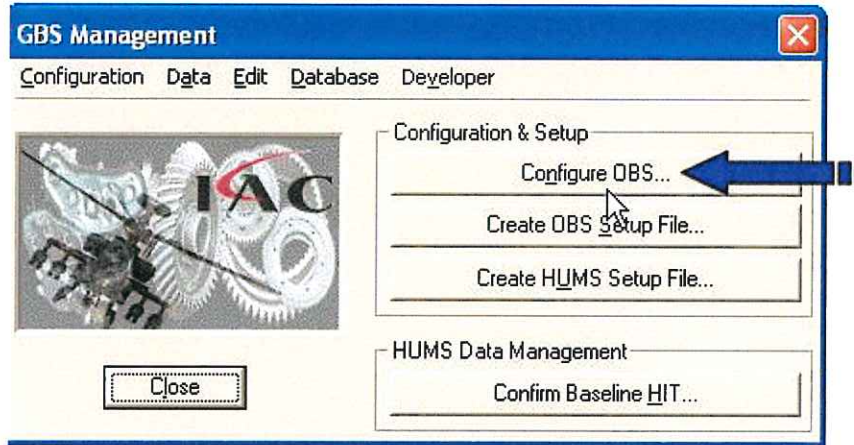 GBS Management
Configuration Data Edit Database Developer
IAC
Configuration & Setup
Configure OBS...
Create OBS Setup File...
Create HUMS Setup File...
HUMS Data Management
Confirm Baseline HIT...
Close